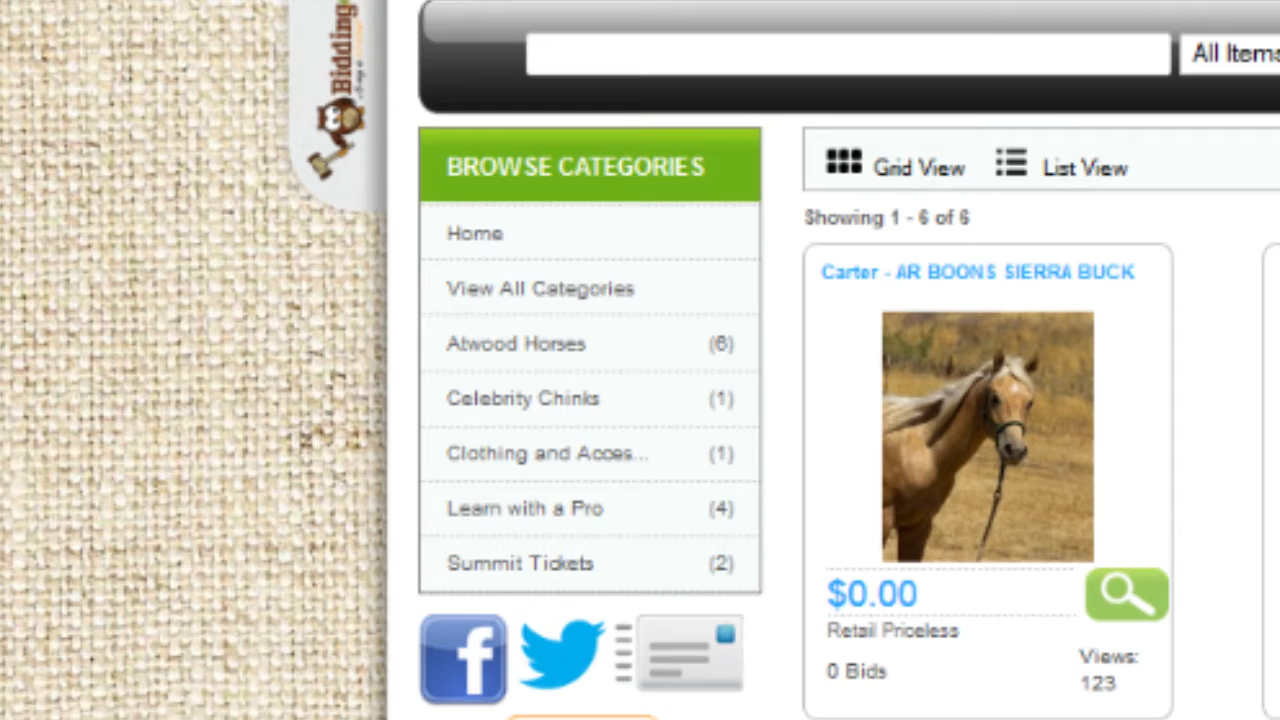 Bidding
All Items
BROWSE CATEGORIES
Home
View All Categories
Atwood Horses (6)
Celebrity Chinks (1)
Clothing and Acces... (1)
Learn with a Pro (4)
Summit Tickets (2)
Grid View List View
Showing 1 - 6 of 6
Carter - AR BOONS SIERRA BUCK
$0.00
Retail Priceless
0 Bids
Views:
123